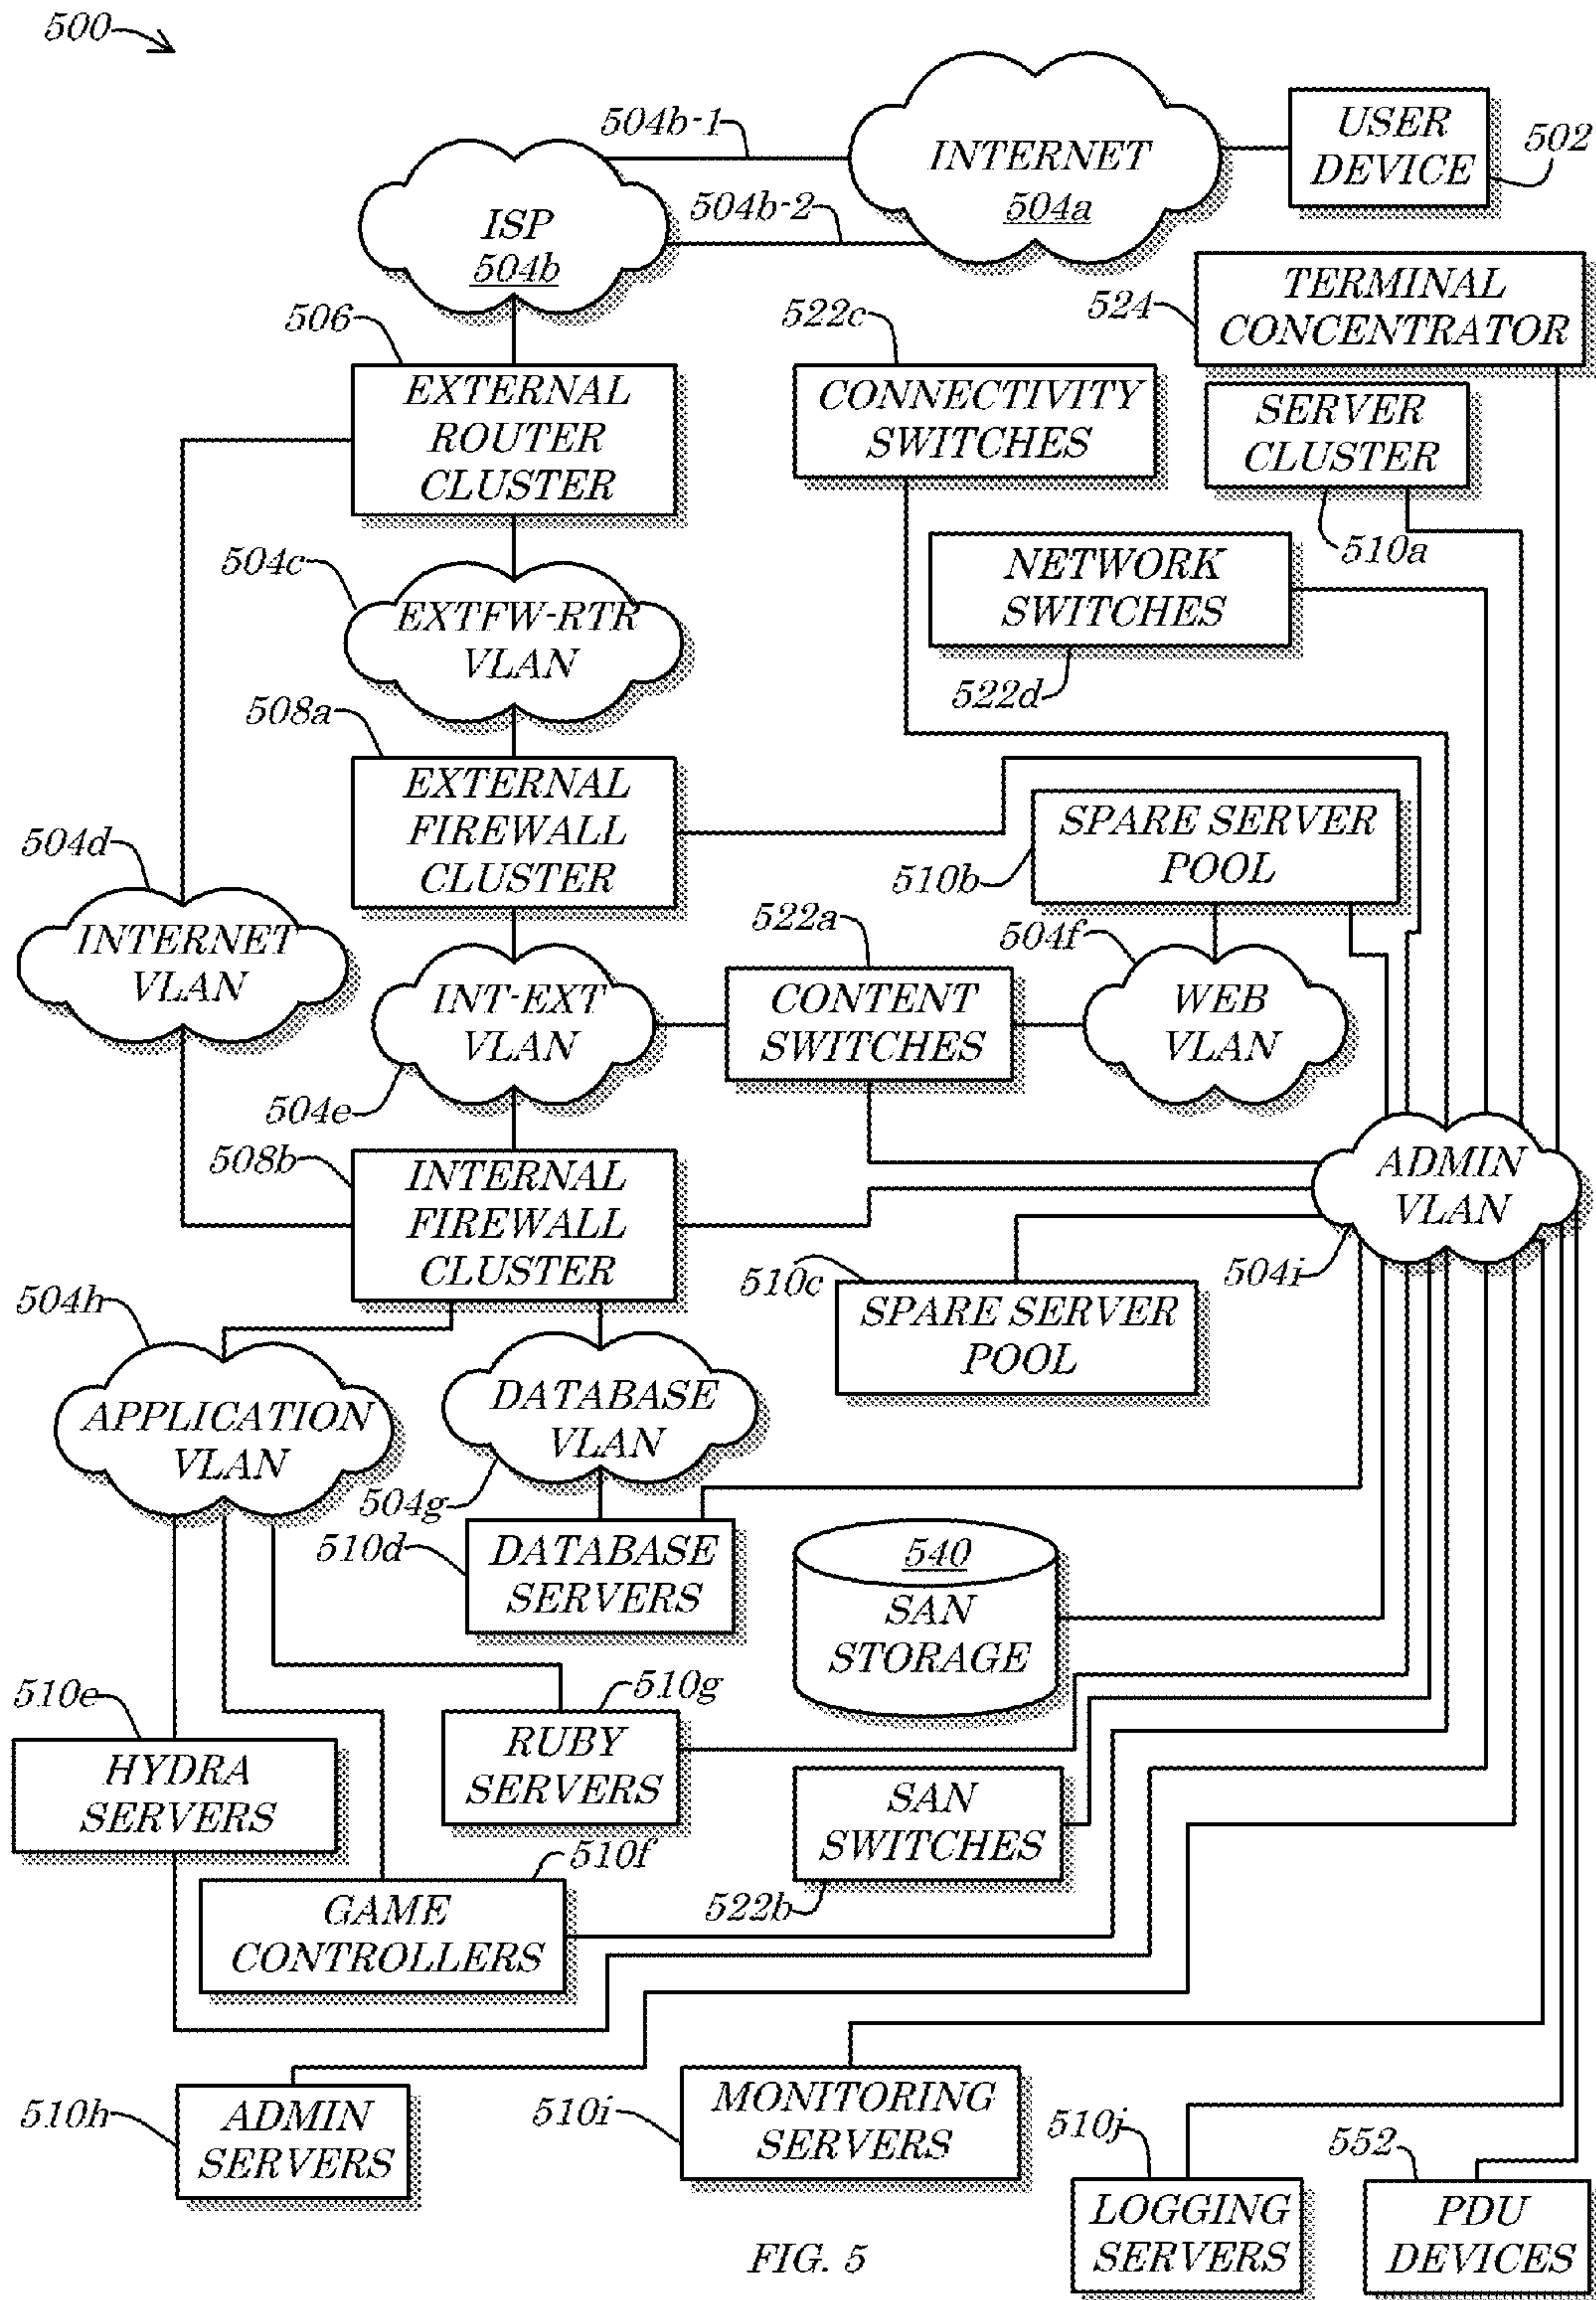 500
504b-1
INTERNET
504a
USER
DEVICE
502
504b-2
ISP
504b
506
522c
524
TERMINAL
CONCENTRATOR
EXTERNAL
ROUTER
CLUSTER
CONNECTIVITY
SWITCHES
SERVER
CLUSTER
510a
504c
EXTFW-RTR
VLAN
NETWORK
SWITCHES
522d
508a
EXTERNAL
FIREWALL
CLUSTER
SPARE SERVER
POOL
510b
504d
INTERNET
VLAN
522a
504f
INT-EXT
VLAN
504e
CONTENT
SWITCHES
WEB
VLAN
508b
INTERNAL
FIREWALL
CLUSTER
ADMIN
VLAN
504i
510c
SPARE SERVER
POOL
504h
APPLICATION
VLAN
DATABASE
VLAN
504g
510d
DATABASE
SERVERS
540
SAN
STORAGE
510e
HYDRA
SERVERS
510g
RUBY
SERVERS
SAN
SWITCHES
522b
510f
GAME
CONTROLLERS
510h
ADMIN
SERVERS
510i
MONITORING
SERVERS
510j
LOGGING
SERVERS
552
PDU
DEVICES
FIG. 5